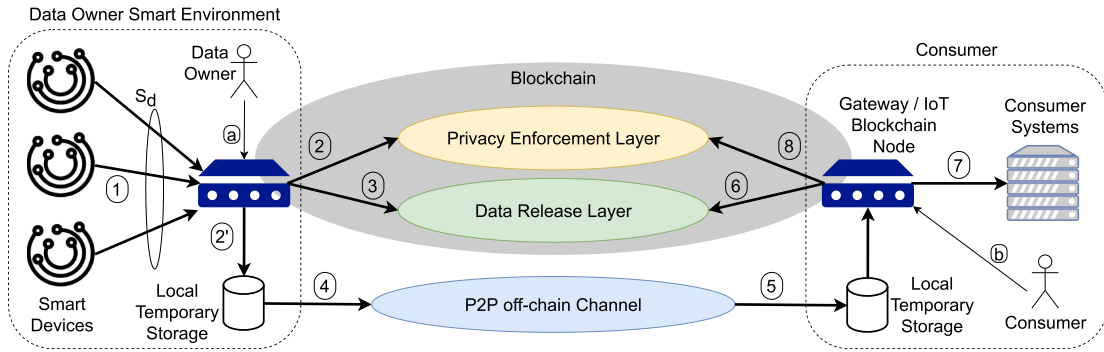 Data Owner Smart Environment
Data
Owner
Sd
a
1
2
3
2'
4
Smart
Devices
Local
Temporary
Storage
Blockchain
Privacy Enforcement Layer
Data Release Layer
P2P off-chain Channel
5
6
8
Consumer
Gateway / IoT
Blockchain
Node
Consumer
Systems
7
b
Local
Temporary
Storage
Consumer